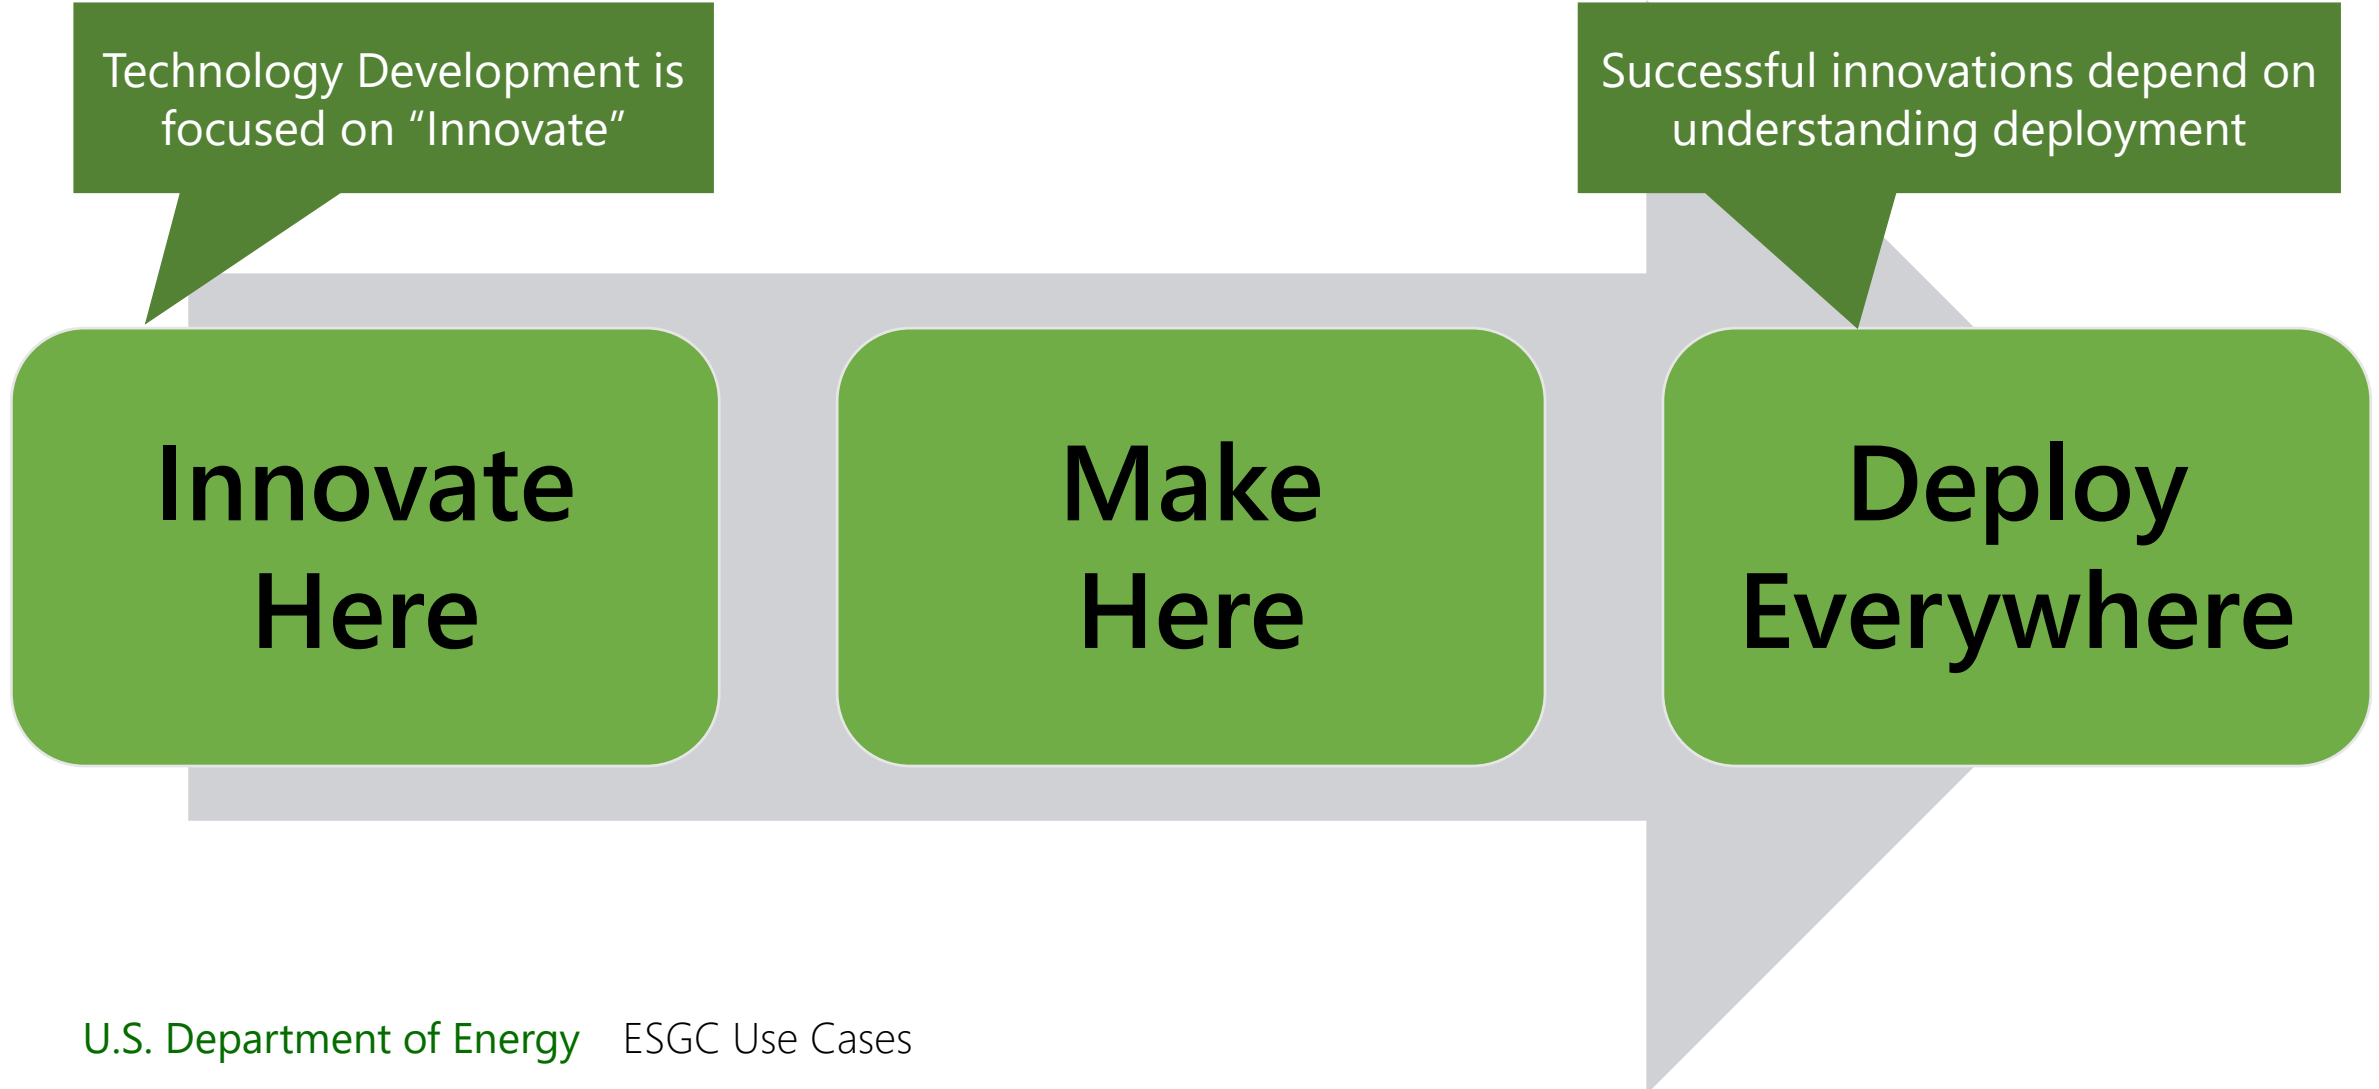 Technology Development is
focused on “Innovate”
Successful innovations depend on
understanding deployment
Innovate
Here
Make
Here
Deploy
Everywhere
U.S. Department of Energy ESGC Use Cases